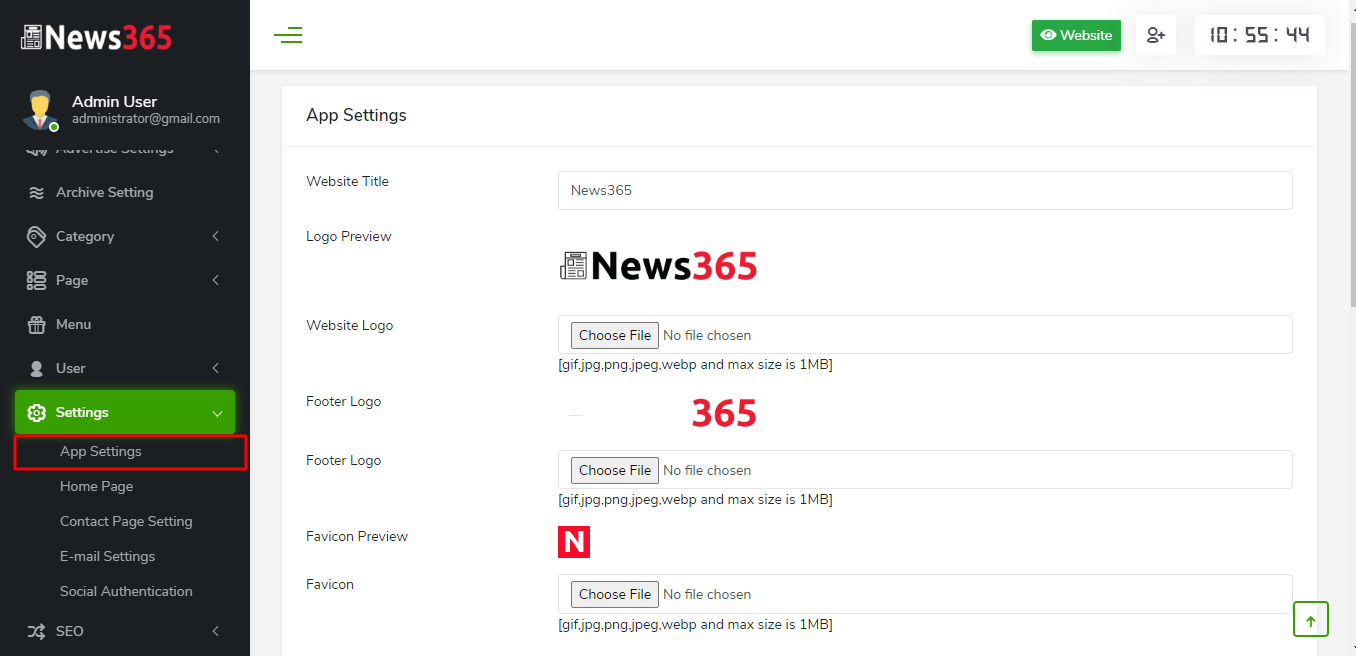 News365
Admin User
administrator@gmail.com
Advertise Settings
Archive Setting
Category
Page
Menu
User
Settings
App Settings
Home Page
Contact Page Setting
E-mail Settings
Social Authentication
SEO
Website
10:55:44
App Settings
Website Title
News365
Logo Preview
News365
Website Logo
Choose File No file chosen
[gif,jpg,png,jpeg,webp and max size is 1MB]
Footer Logo
365
Footer Logo
Choose File No file chosen
[gif,jpg,png,jpeg,webp and max size is 1MB]
Favicon Preview
N
Favicon
Choose File No file chosen
[gif,jpg,png,jpeg,webp and max size is 1MB]